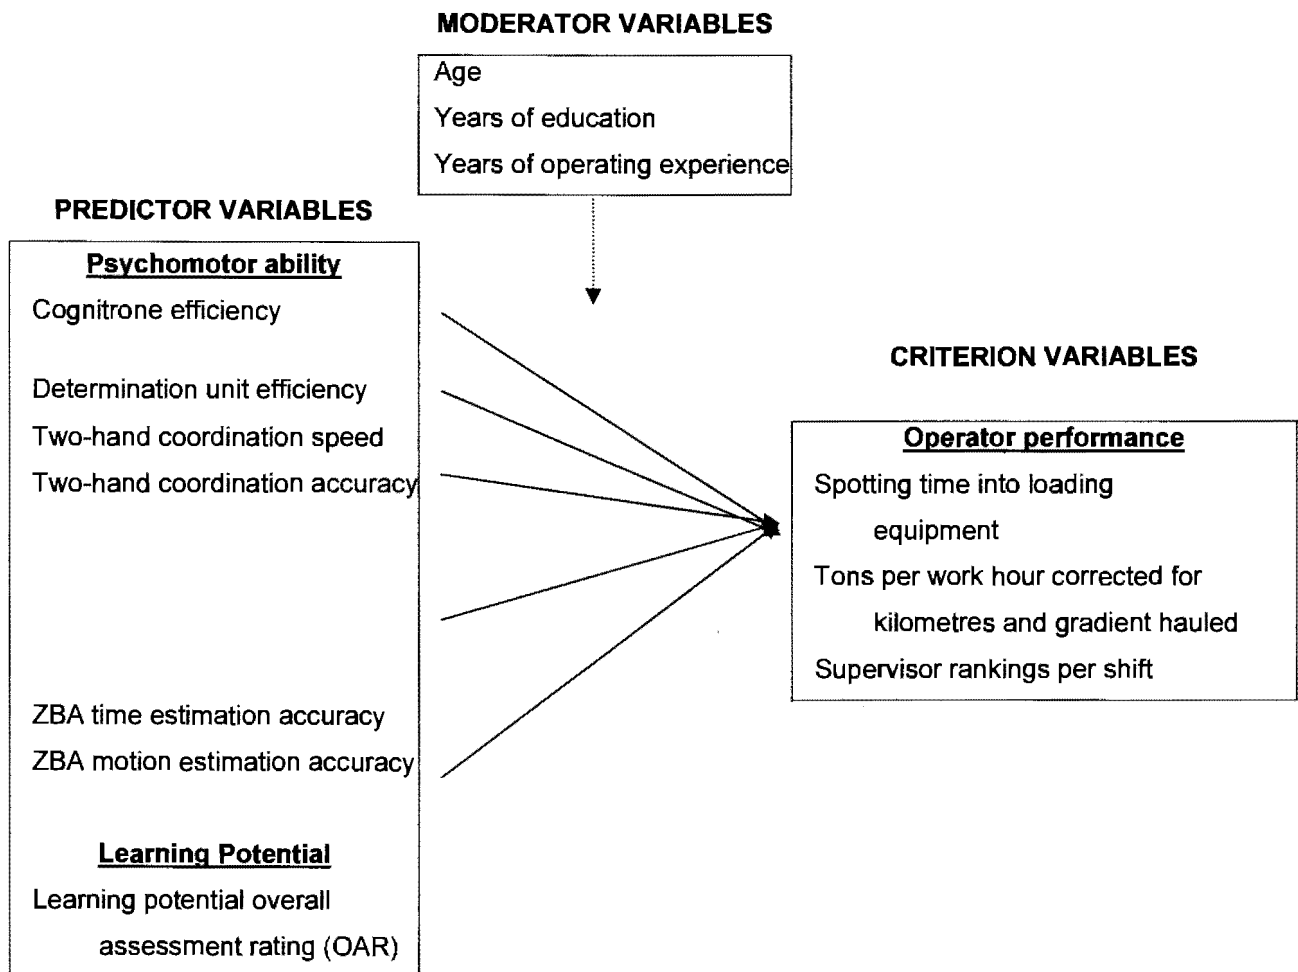 MODERATOR VARIABLES
Age
Years of education
Years of operating experience
PREDICTOR VARIABLES
Psychomotor ability
Cognitrone efficiency
Determination unit efficiency
Two-hand coordination speed
Two-hand coordination accuracy
ZBA time estimation accuracy
ZBA motion estimation accuracy
Learning Potential
Learning potential overall
assessment rating (OAR)
CRITERION VARIABLES
Operator performance
Spotting time into loading
equipment
Tons per work hour corrected for
kilometres and gradient hauled
Supervisor rankings per shift